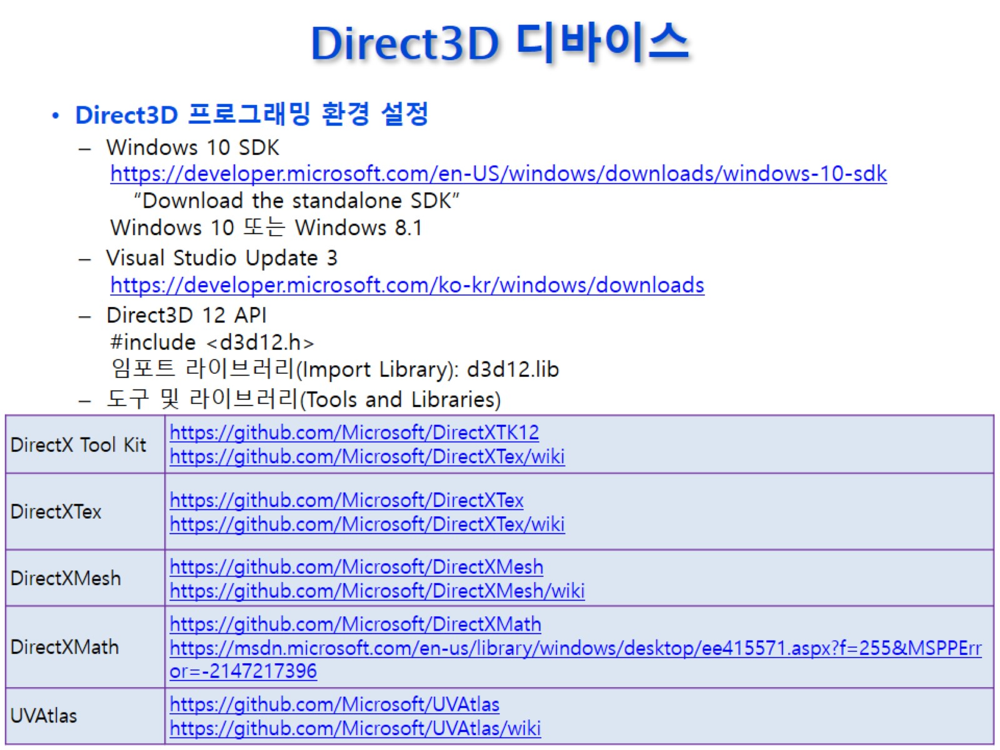 Direct3D 디바이스
• Direct3D 프로그래밍 환경 설정
– Windows 10 SDK
https://developer.microsoft.com/en-US/windows/downloads/windows-10-sdk
“Download the standalone SDK”
Windows 10 또는 Windows 8.1
– Visual Studio Update 3
https://developer.microsoft.com/ko-kr/windows/downloads
– Direct3D 12 API
#include <d3d12.h>
임포트 라이브러리(Import Library): d3d12.lib
– 도구 및 라이브러리(Tools and Libraries)
DirectX Tool Kit
https://github.com/Microsoft/DirectXTK12
https://github.com/Microsoft/DirectXTex/wiki
DirectXTex
https://github.com/Microsoft/DirectXTex
https://github.com/Microsoft/DirectXTex/wiki
DirectXMesh
https://github.com/Microsoft/DirectXMesh
https://github.com/Microsoft/DirectXMesh/wiki
DirectXMath
https://github.com/Microsoft/DirectXMath
https://msdn.microsoft.com/en-us/library/windows/desktop/ee415571.aspx?f=255&MSPPErr
or=-2147217396
UVAtlas
https://github.com/Microsoft/UVAtlas
https://github.com/Microsoft/UVAtlas/wiki